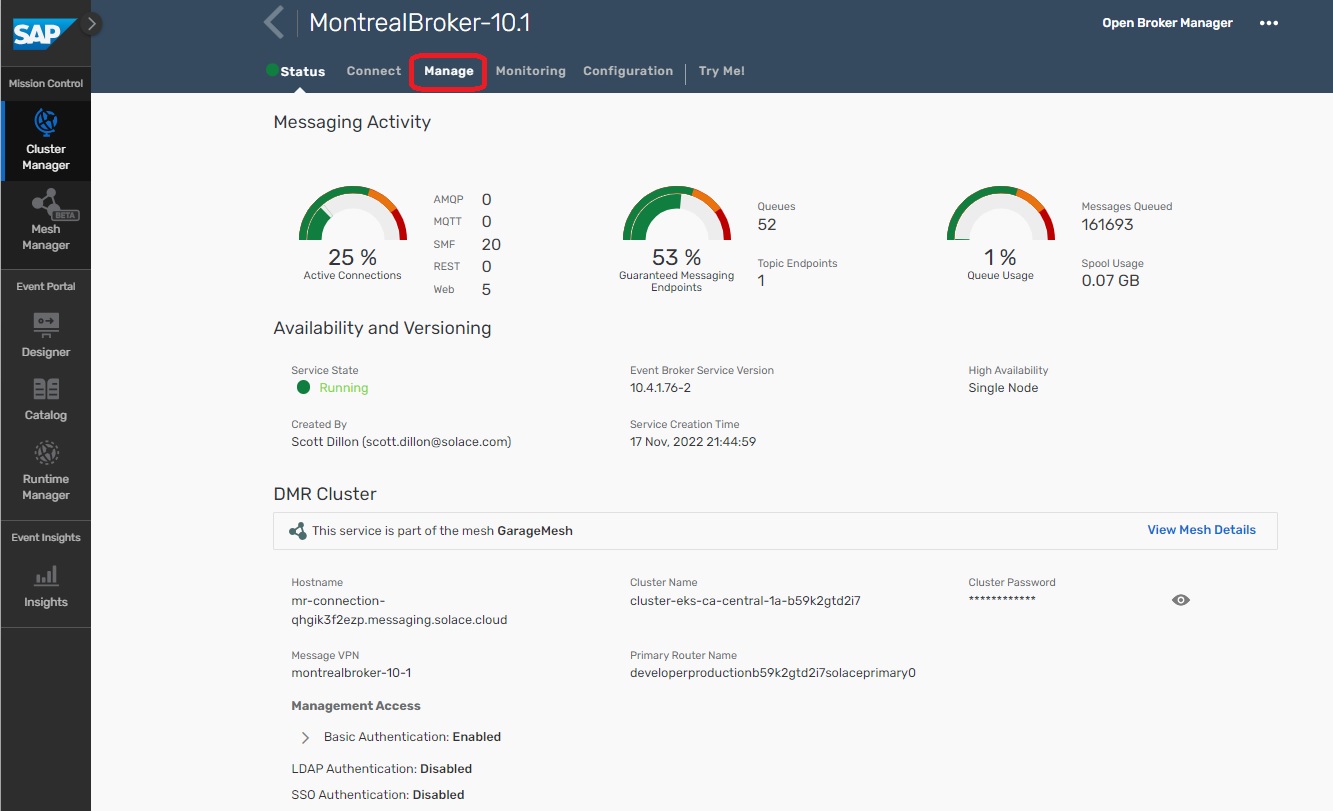 SAP
Mission Control
Cluster
Manager
BETA
Mesh
Manager
Event Portal
Designer
Catalog
Runtime
Manager
Event Insights
Insights
MontrealBroker-10.1
Open Broker Manager
Status Connect Manage Monitoring Configuration Try Me!
Messaging Activity
25 %
Active Connections
AMQP 0
MQTT 0
SMF 20
REST 0
Web 5
53 %
Guaranteed Messaging
Endpoints
Queues
52
Topic Endpoints
1
1 %
Queue Usage
Messages Queued
161693
Spool Usage
0.07 GB
Availability and Versioning
Service State
Running
Event Broker Service Version
10.4.1.76-2
High Availability
Single Node
Created By
Scott Dillon (scott.dillon@solace.com)
Service Creation Time
17 Nov, 2022 21:44:59
DMR Cluster
This service is part of the mesh GarageMesh
View Mesh Details
Hostname
mr-connection-
qhgik3f2ezp.messaging.solace.cloud
Cluster Name
cluster-eks-ca-central-1a-b59k2gtd2i7
Cluster Password
************
Message VPN
montrealbroker-10-1
Primary Router Name
developerproductionb59k2gtd2i7solaceprimary0
Management Access
Basic Authentication: Enabled
LDAP Authentication: Disabled
SSO Authentication: Disabled